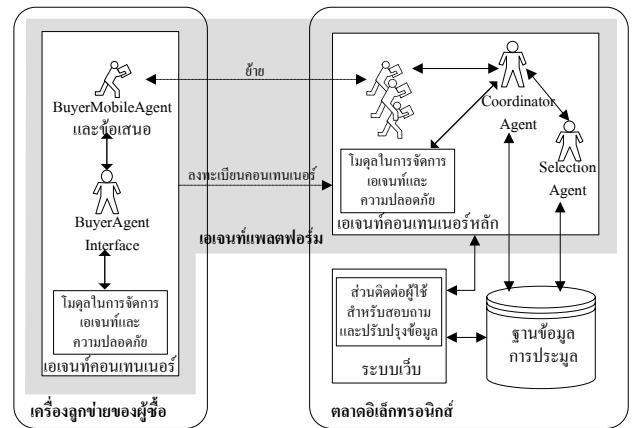 BuyerMobileAgent
และข้อเสนอ
BuyerAgent
Interface
โมดุลในการจัดการ
เอเจนท์และ
ความปลอดภัย
เอเจนท์คอนเทนเนอร์
เครื่องลูกข่ายของผู้ซื้อ
ย้าย
ลงทะเบียนคอนเทนเนอร์
เอเจนท์แพลตฟอร์ม
Coordinator
Agent
Selection
Agent
โมดุลในการจัดการ
เอเจนท์และ
ความปลอดภัย
เอเจนท์คอนเทนเนอร์หลัก
ส่วนติดต่อผู้ใช้
สำหรับสอบถาม
และปรับปรุงข้อมูล
ระบบเว็บ
ฐานข้อมูล
การประมูล
ตลาดอิเล็กทรอนิกส์